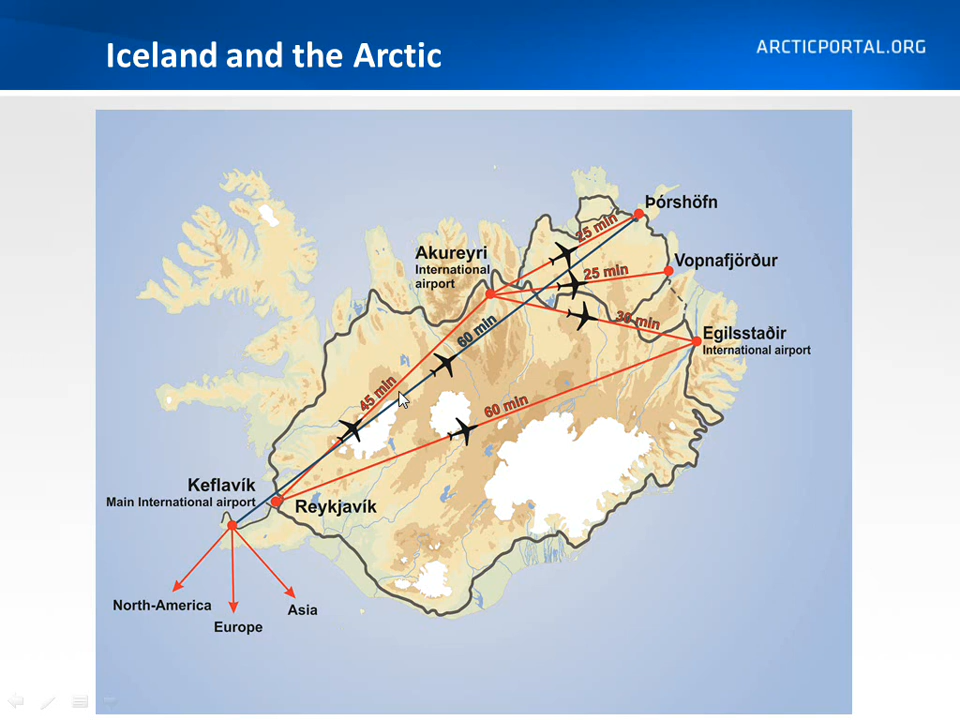 Iceland and the Arctic
ARCTICPORTAL.ORG
Þórshöfn
25 min
Akureyri
International
airport
Vopnafjörður
25 min
30 min
60 min
Egilsstaðir
International airport
45 min
60 min
Keflavík
Main International airport
Reykjavík
North-America
Asia
Europe